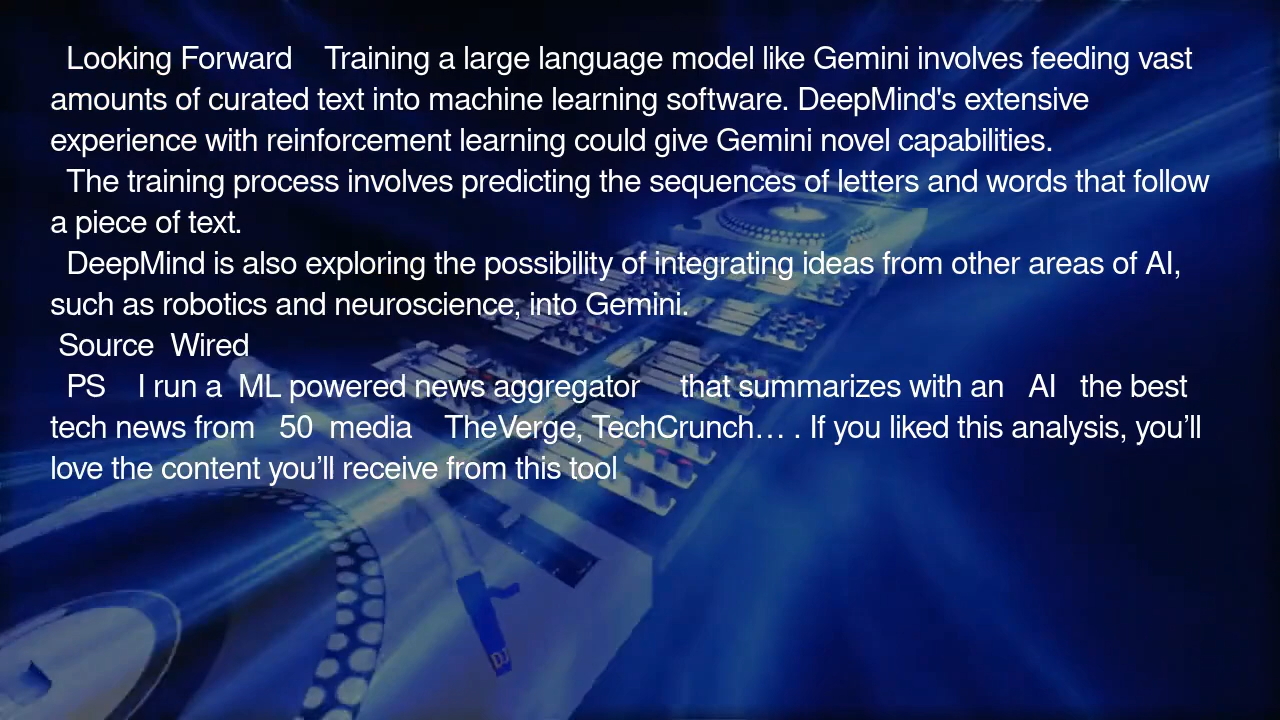 Looking Forward    Training a large language model like Gemini involves feeding vast
amounts of curated text into machine learning software. DeepMind's extensive
experience with reinforcement learning could give Gemini novel capabilities.
The training process involves predicting the sequences of letters and words that follow
a piece of text.
DeepMind is also exploring the possibility of integrating ideas from other areas of AI,
such as robotics and neuroscience, into Gemini.
Source  Wired
PS    I run a  ML powered news aggregator     that summarizes with an   AI   the best
tech news from   50  media    TheVerge, TechCrunch… . If you liked this analysis, you’ll
love the content you’ll receive from this tool
DJ